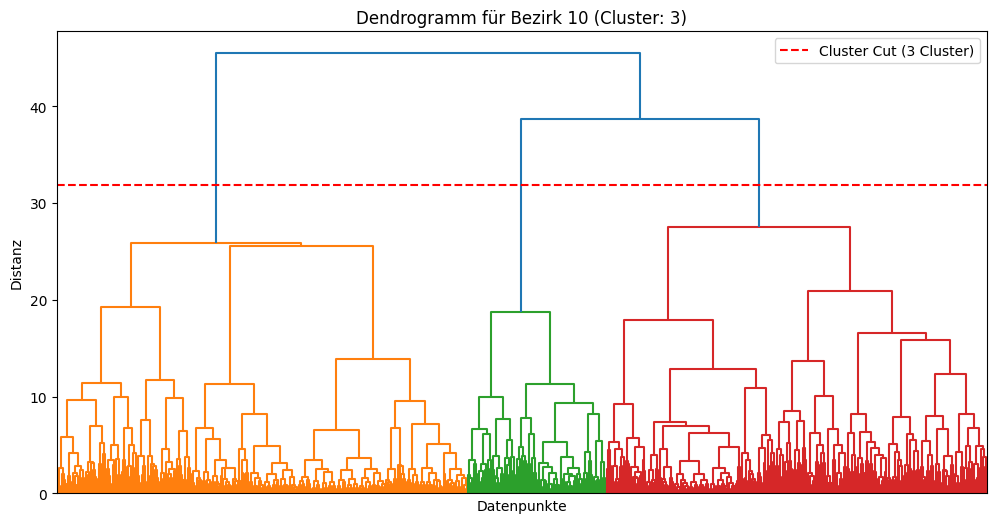 Dendrogramm für Bezirk 10 (Cluster: 3)
Cluster Cut (3 Cluster)
40
30
20
10
0
Distanz
Datenpunkte